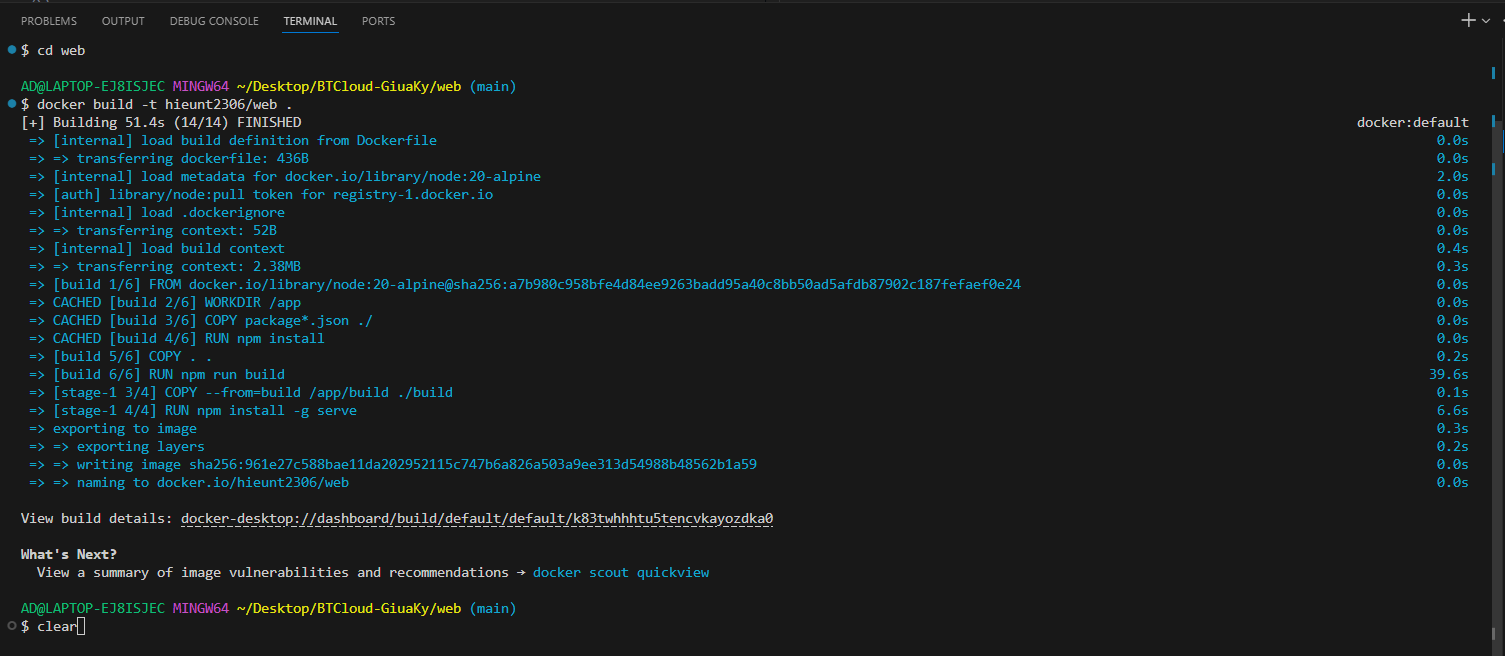 PROBLEMS OUTPUT DEBUG CONSOLE TERMINAL PORTS
$ cd web
AD@LAPTOP-EJ8ISJEC MINGW64 ~/Desktop/BTCloud-GiuaKy/web (main)
$ docker build -t hieunt2306/web .
[+] Building 51.4s (14/14) FINISHED docker:default
=> [internal] load build definition from Dockerfile 0.0s
=> => transferring dockerfile: 436B 0.0s
=> [internal] load metadata for docker.io/library/node:20-alpine 2.0s
=> [auth] library/node:pull token for registry-1.docker.io 0.0s
=> [internal] load .dockerignore 0.0s
=> => transferring context: 52B 0.0s
=> [internal] load build context 0.4s
=> => transferring context: 2.38MB 0.3s
=> [build 1/6] FROM docker.io/library/node:20-alpine@sha256:a7b980c958bfe4d84ee9263badd95a40c8bb50ad5afdb87902c187fefaef0e24 0.0s
=> CACHED [build 2/6] WORKDIR /app 0.0s
=> CACHED [build 3/6] COPY package*.json ./ 0.0s
=> CACHED [build 4/6] RUN npm install 0.0s
=> [build 5/6] COPY . . 0.2s
=> [build 6/6] RUN npm run build 39.6s
=> [stage-1 3/4] COPY --from=build /app/build ./build 0.1s
=> [stage-1 4/4] RUN npm install -g serve 6.6s
=> exporting to image 0.3s
=> => exporting layers 0.2s
=> => writing image sha256:961e27c588bae11da202952115c747b6a826a503a9ee313d54988b48562b1a59 0.0s
=> => naming to docker.io/hieunt2306/web 0.0s
View build details: docker-desktop://dashboard/build/default/default/k83twhhhtu5tencvkayozdka0
What's Next?
View a summary of image vulnerabilities and recommendations → docker scout quickview
AD@LAPTOP-EJ8ISJEC MINGW64 ~/Desktop/BTCloud-GiuaKy/web (main)
$ clear